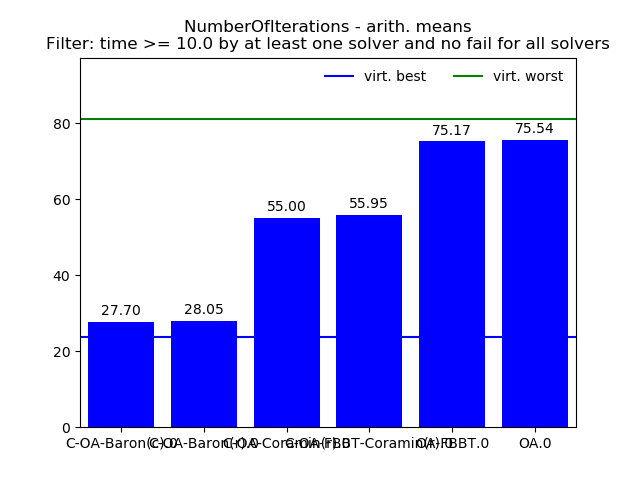 NumberOfIterations - arith. means
Filter: time >= 10.0 by at least one solver and no fail for all solvers
virt. best virt. worst
80
60
40
20
0
27.70 28.05 55.00 55.95 75.17 75.54
OA.0